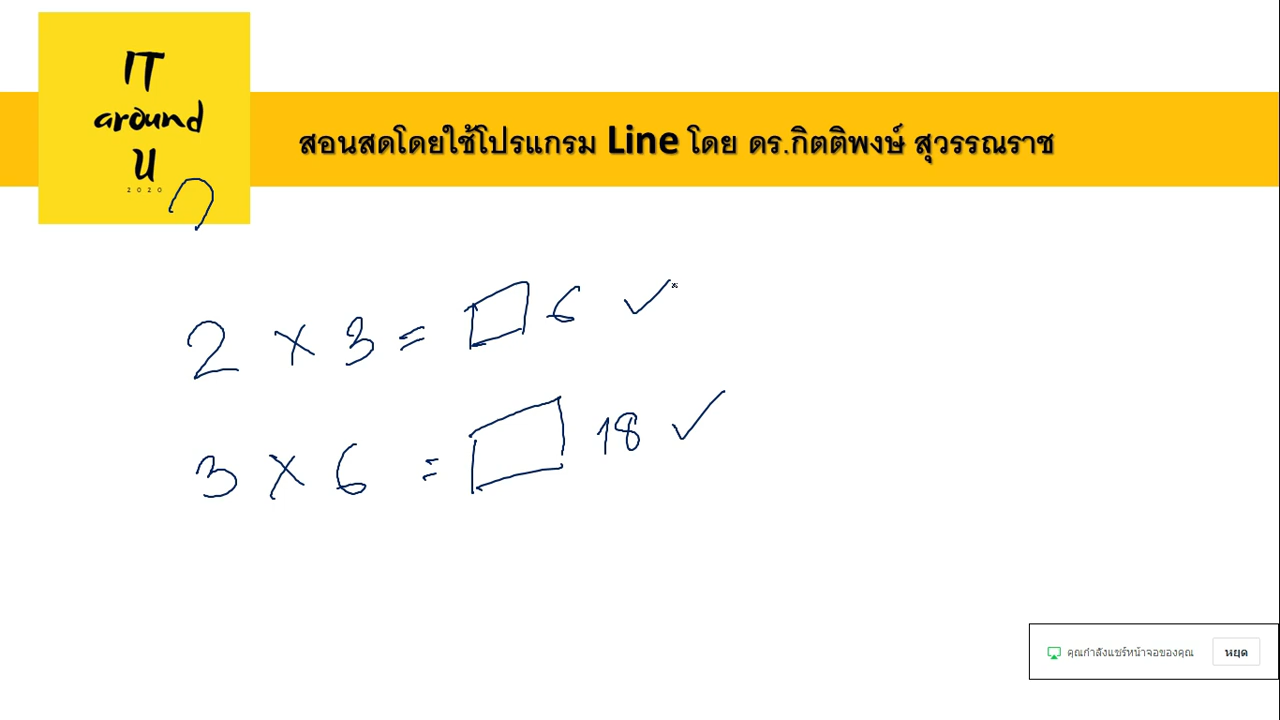 IT
around
U
2020
สอนสดโดยใช้โปรแกรม Line โดย ดร.กิตติพงษ์ สุวรรณราช
2 × 3 = □ 6 ✓
3 × 6 = □ 18 ✓
คุณกำลังแชร์หน้าจอของคุณ
หยุด